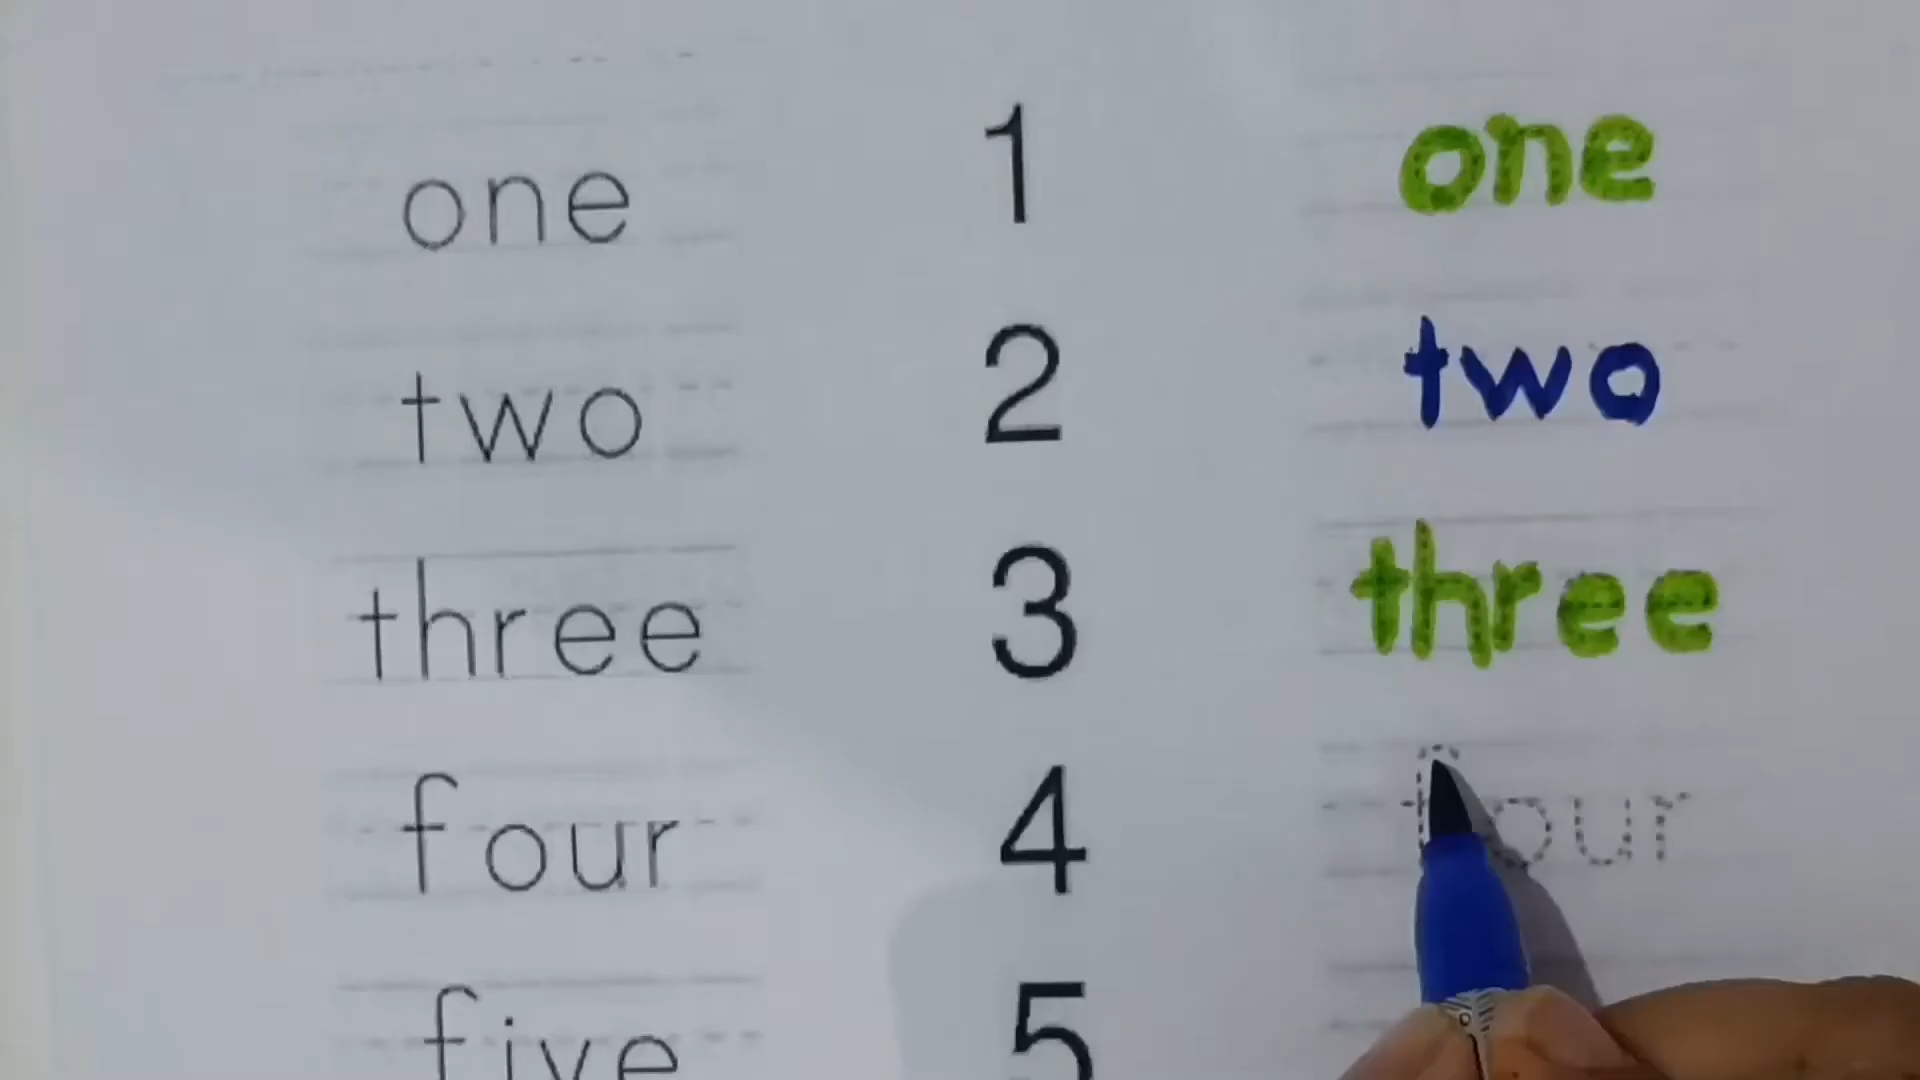 one 1 one
two 2 two
three 3 three
four 4 four
five 5